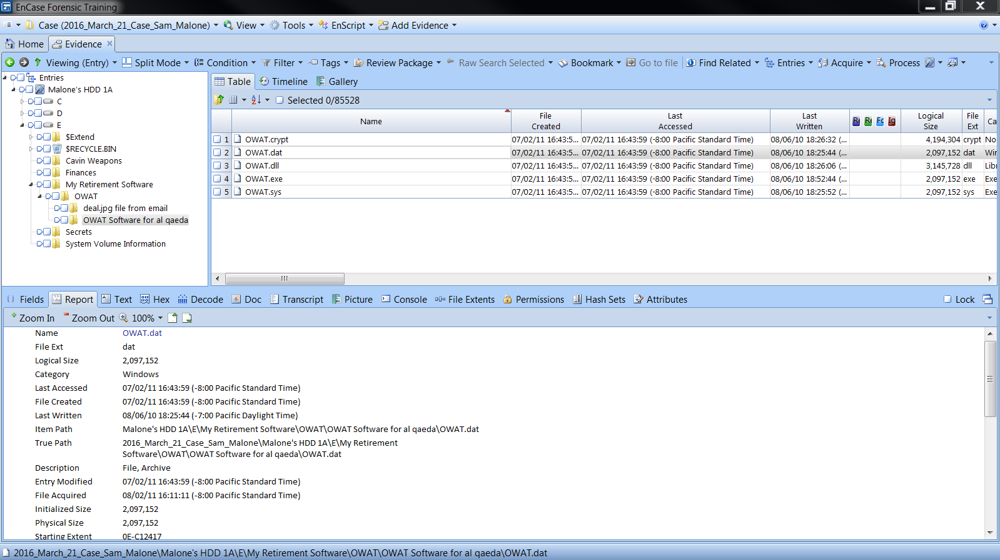 EnCase Forensic Training
Case (2016_March_21_Case_Sam_Malone) View Tools EnScript Add Evidence
Home Evidence
Viewing (Entry) Split Mode Condition Filter Tags Review Package Raw Search Selected Bookmark Go to file Find Related Entries Acquire Process
Entries
Malone's HDD 1A
C
D
E
$Extend
$RECYCLE.BIN
Cavin Weapons
Finances
My Retirement Software
OWAT
deal.jpg file from email
OWAT Software for al qaeda
Secrets
System Volume Information
Table Timeline Gallery
Selected 0/85528
Name File Created Last Accessed Last Written Re Re Fc Ig Logical Size File Ext Ca
1 OWAT.crypt 07/02/11 16:43:5... 07/02/11 16:43:59 (-8:00 Pacific Standard Time) 08/06/10 18:26:32 (... 4,194,304 crypt No
2 OWAT.dat 07/02/11 16:43:5... 07/02/11 16:43:59 (-8:00 Pacific Standard Time) 08/06/10 18:25:44 (... 2,097,152 dat Win
3 OWAT.dll 07/02/11 16:43:5... 07/02/11 16:43:59 (-8:00 Pacific Standard Time) 08/06/10 18:26:06 (... 3,145,728 dll Libr
4 OWAT.exe 07/02/11 16:43:5... 07/02/11 16:43:59 (-8:00 Pacific Standard Time) 08/06/10 18:52:44 (... 2,097,152 exe Exe
5 OWAT.sys 07/02/11 16:43:5... 07/02/11 16:43:59 (-8:00 Pacific Standard Time) 08/06/10 18:25:52 (... 2,097,152 sys Exe
Fields Report Text Hex Decode Doc Transcript Picture Console File Extents Permissions Hash Sets Attributes Lock
Zoom In Zoom Out 100%
Name OWAT.dat
File Ext dat
Logical Size 2,097,152
Category Windows
Last Accessed 07/02/11 16:43:59 (-8:00 Pacific Standard Time)
File Created 07/02/11 16:43:59 (-8:00 Pacific Standard Time)
Last Written 08/06/10 18:25:44 (-7:00 Pacific Daylight Time)
Item Path Malone's HDD 1A\E\My Retirement Software\OWAT\OWAT Software for al qaeda\OWAT.dat
True Path 2016_March_21_Case_Sam_Malone\Malone's HDD 1A\E\My Retirement
Software\OWAT\OWAT Software for al qaeda\OWAT.dat
Description File, Archive
Entry Modified 07/02/11 16:43:59 (-8:00 Pacific Standard Time)
File Acquired 08/02/11 16:11:11 (-8:00 Pacific Standard Time)
Initialized Size 2,097,152
Physical Size 2,097,152
Starting Extent 0E-C12417
2016_March_21_Case_Sam_Malone\Malone's HDD 1A\E\My Retirement Software\OWAT\OWAT Software for al qaeda\OWAT.dat